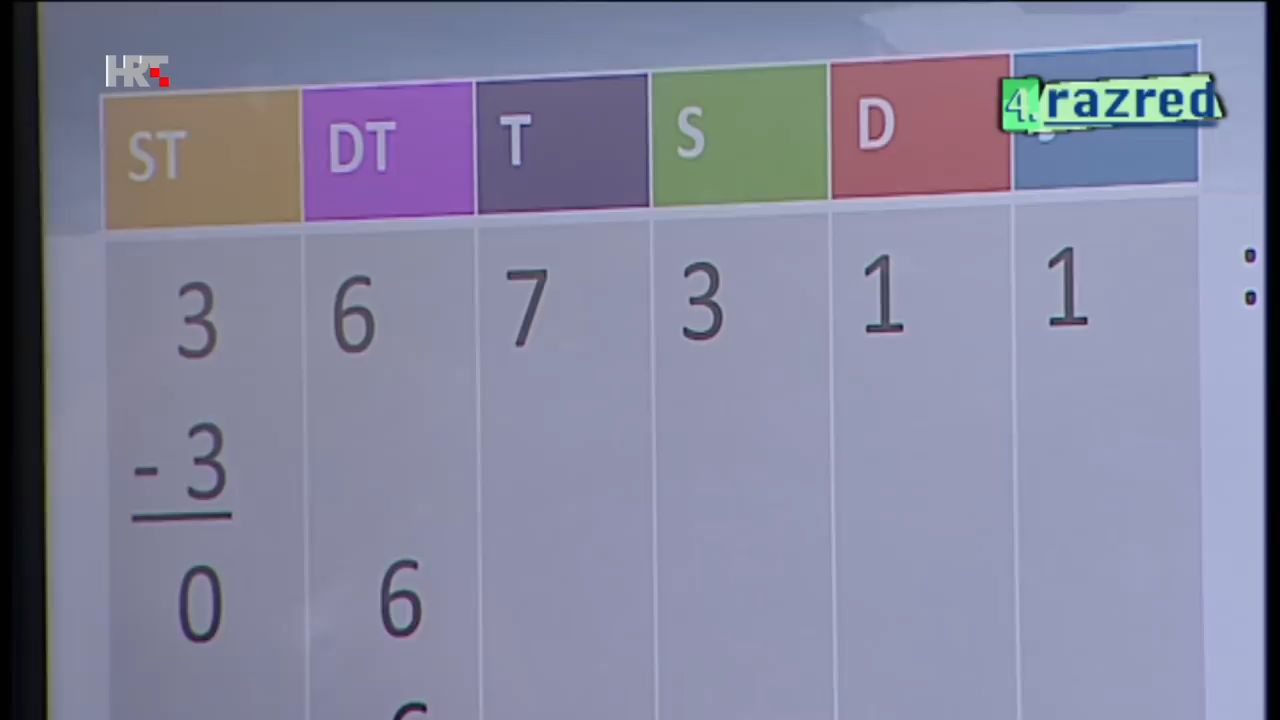 HRT
4. razred
ST DT T S D
3 6 7 3 1 1 :
- 3
0 6